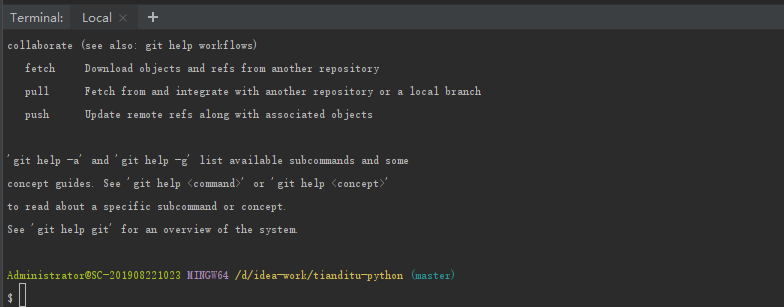 Terminal: Local × +
collaborate (see also: git help workflows)
fetch Download objects and refs from another repository
pull Fetch from and integrate with another repository or a local branch
push Update remote refs along with associated objects
'git help -a' and 'git help -g' list available subcommands and some
concept guides. See 'git help <command>' or 'git help <concept>'
to read about a specific subcommand or concept.
See 'git help git' for an overview of the system.
Administrator@SC-201908221023 MINGW64 /d/idea-work/tianditu-python (master)
$